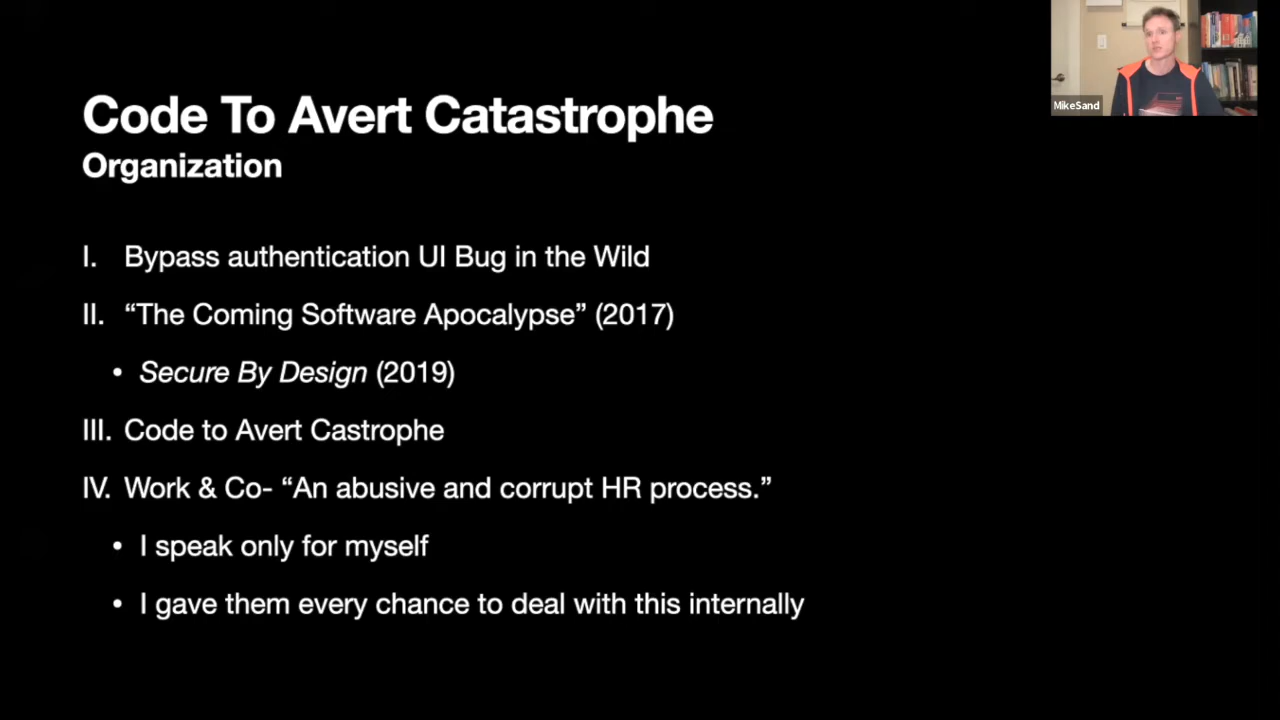 Code To Avert Catastrophe
Organization
I. Bypass authentication UI Bug in the Wild
II. “The Coming Software Apocalypse” (2017)
• Secure By Design (2019)
III. Code to Avert Castrophe
IV. Work & Co- “An abusive and corrupt HR process.”
• I speak only for myself
• I gave them every chance to deal with this internally
MikeSand